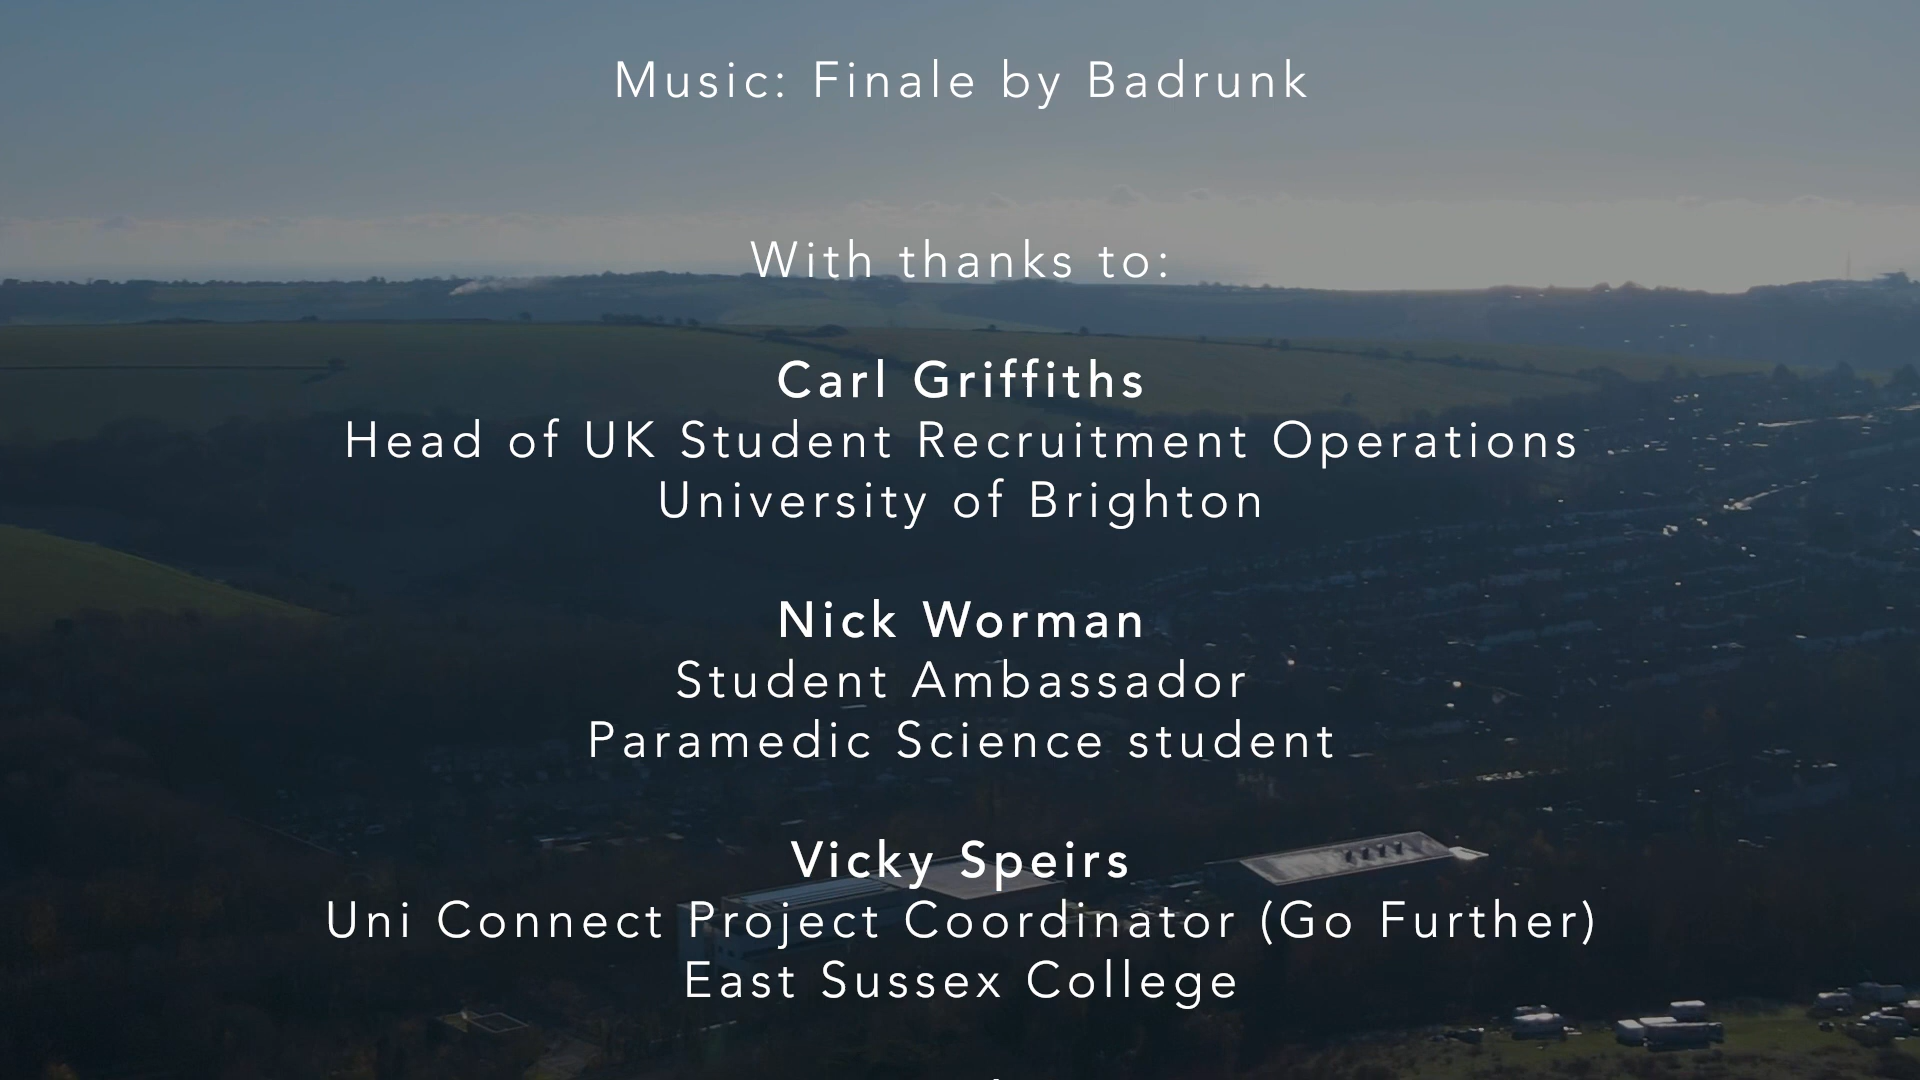 Music: Finale by Badrunk
With thanks to:
Carl Griffiths
Head of UK Student Recruitment Operations
University of Brighton
Nick Worman
Student Ambassador
Paramedic Science student
Vicky Speirs
Uni Connect Project Coordinator (Go Further)
East Sussex College